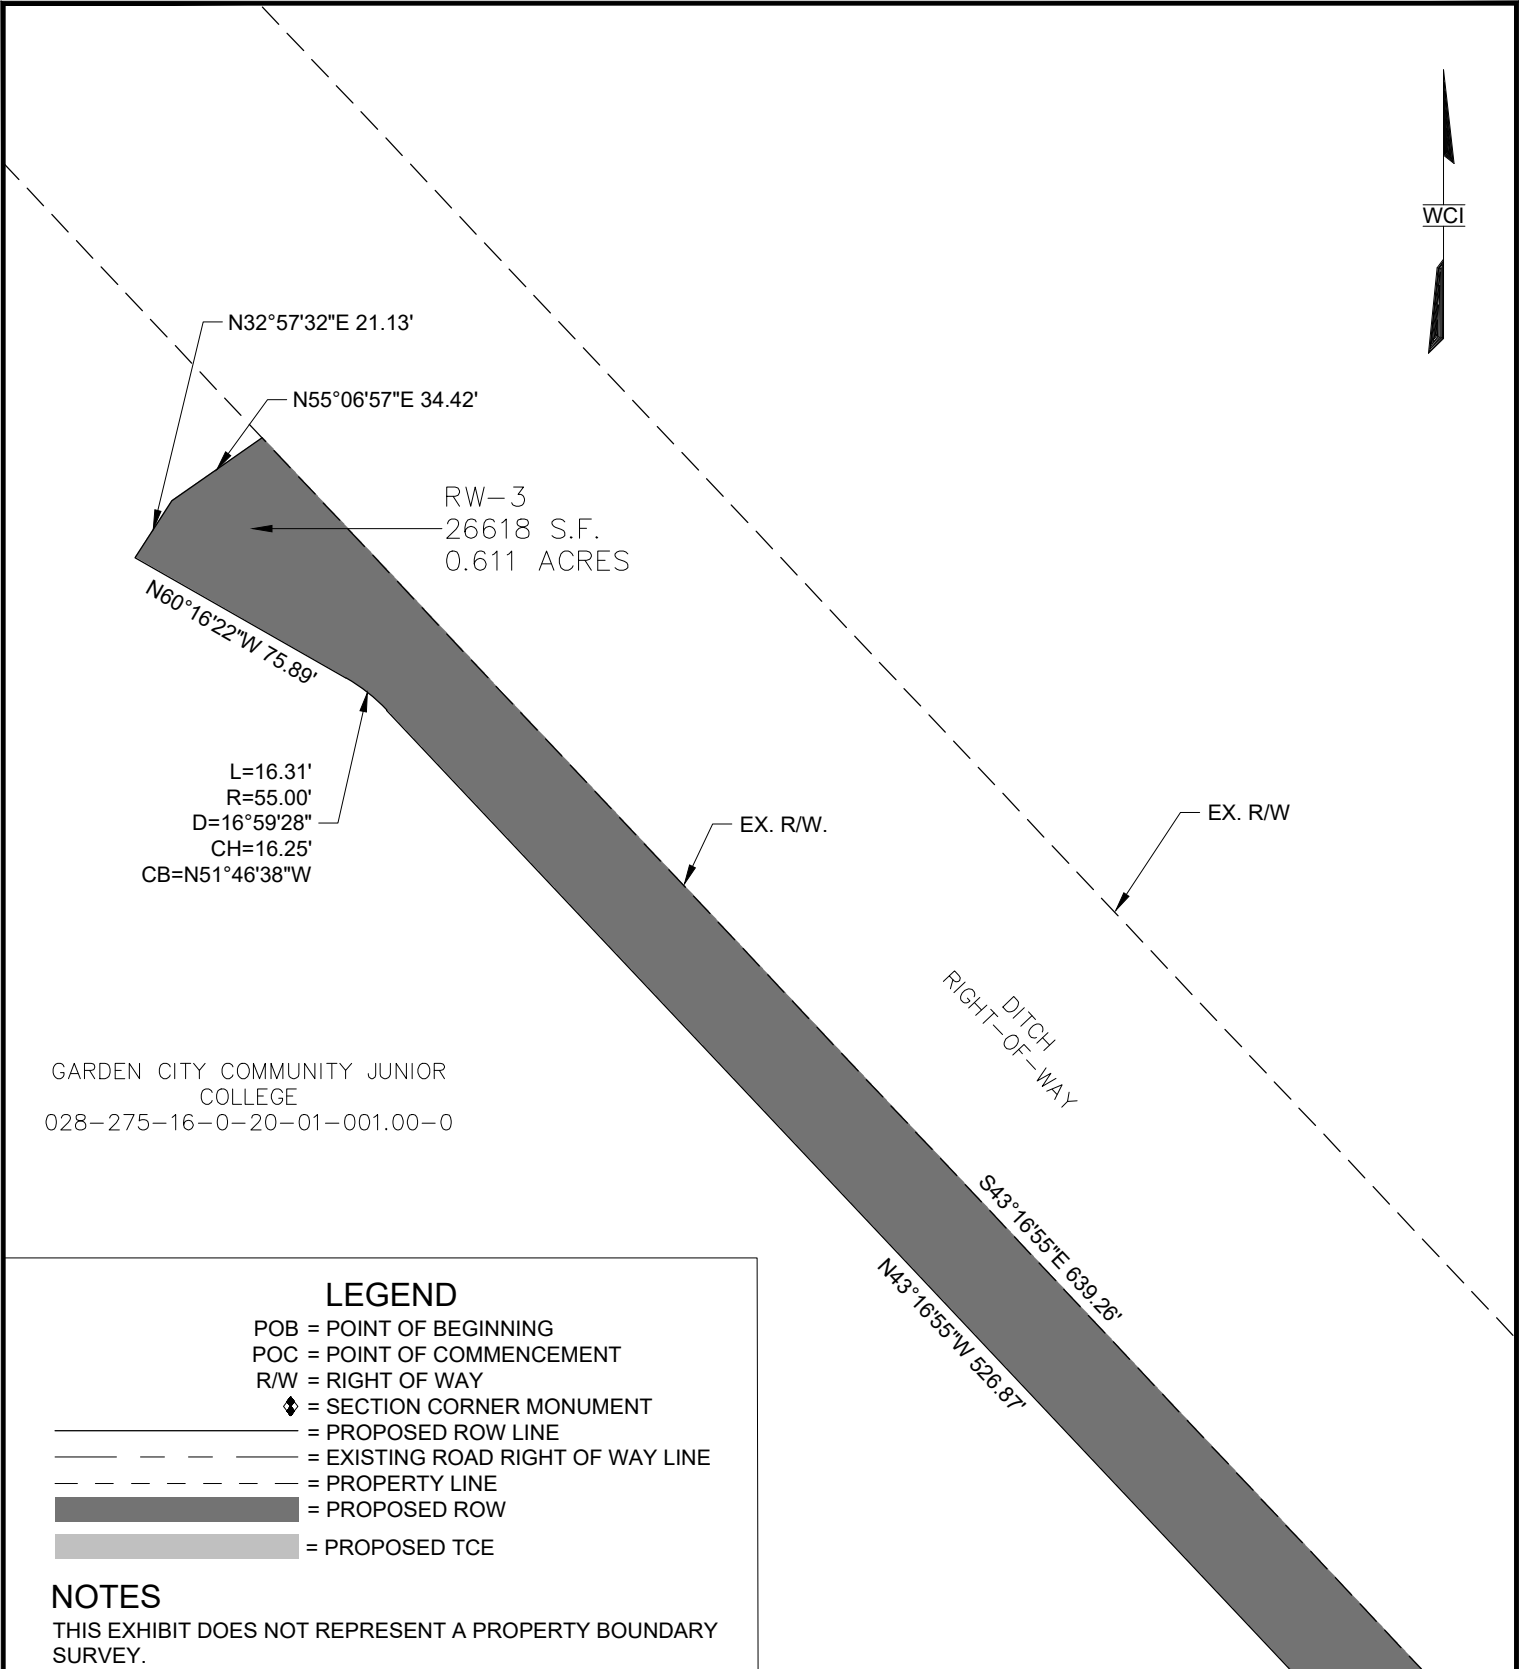 WCI
N32°57'32"E 21.13'
N55°06'57"E 34.42'
RW-3
26618 S.F.
0.611 ACRES
N60°16'22"W 75.89'
L=16.31'
R=55.00'
D=16°59'28"
CH=16.25'
CB=N51°46'38"W
EX. R/W.
EX. R/W
DITCH
RIGHT-OF-WAY
GARDEN CITY COMMUNITY JUNIOR
COLLEGE
028-275-16-0-20-01-001.00-0
S43°16'55"E 639.26'
N43°16'55"W 526.87'
LEGEND
POB = POINT OF BEGINNING
POC = POINT OF COMMENCEMENT
R/W = RIGHT OF WAY
= SECTION CORNER MONUMENT
= PROPOSED ROW LINE
= EXISTING ROAD RIGHT OF WAY LINE
= PROPERTY LINE
= PROPOSED ROW
= PROPOSED TCE
NOTES
THIS EXHIBIT DOES NOT REPRESENT A PROPERTY BOUNDARY
SURVEY.